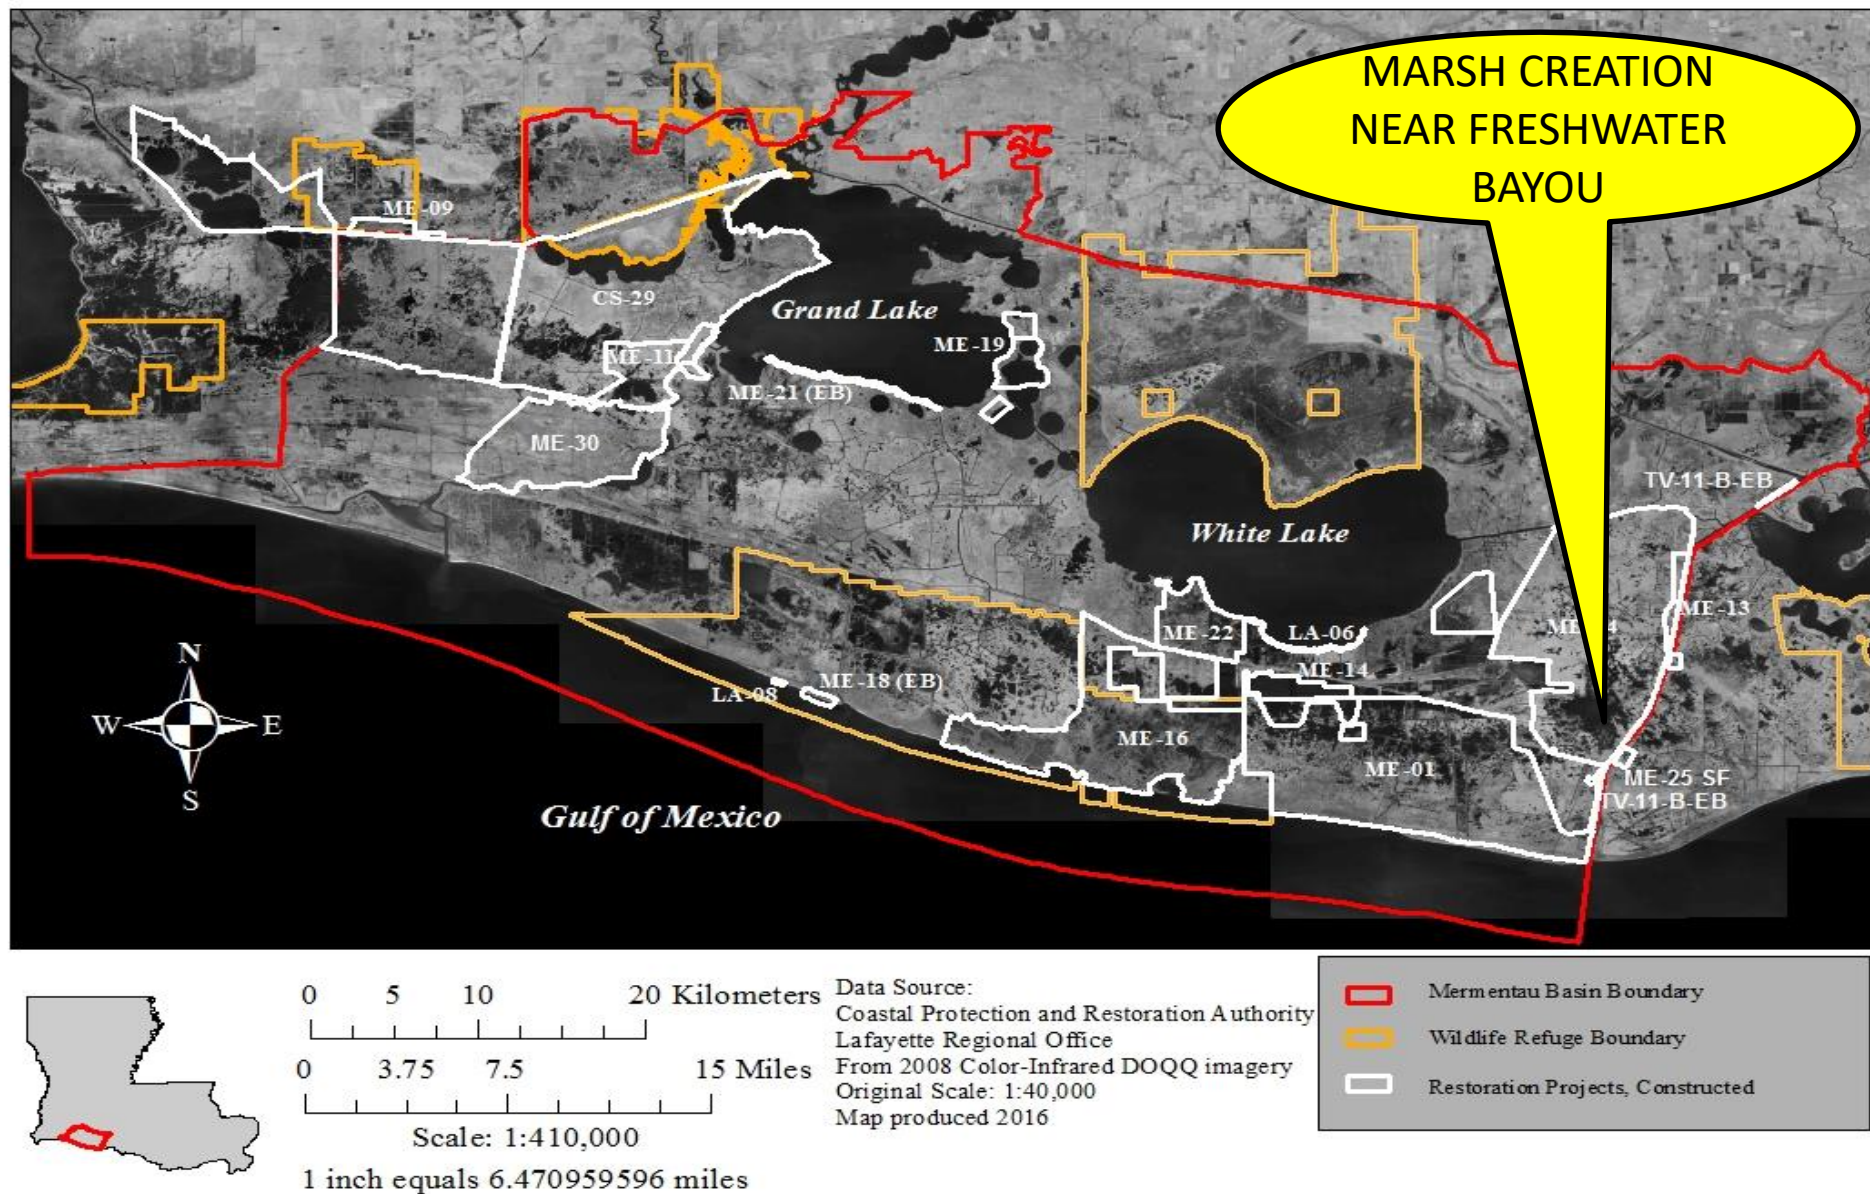 MARSH CREATION
NEAR FRESHWATER
BAYOU
ME-09
CS-29
Grand Lake
ME-11
ME-19
ME-21 (EB)
ME-30
TV-11-B-EB
White Lake
ME-13
ME-22
LA-06
ME-14
LA-08
ME-18 (EB)
ME-16
ME-01
ME-25 SF
TV-11-B-EB
Gulf of Mexico
N
W
E
S
0 5 10 20 Kilometers
0 3.75 7.5 15 Miles
Scale: 1:410,000
1 inch equals 6.470959596 miles
Data Source:
Coastal Protection and Restoration Authority
Lafayette Regional Office
From 2008 Color-Infrared DOQQ imagery
Original Scale: 1:40,000
Map produced 2016
Mermentau Basin Boundary
Wildlife Refuge Boundary
Restoration Projects, Constructed